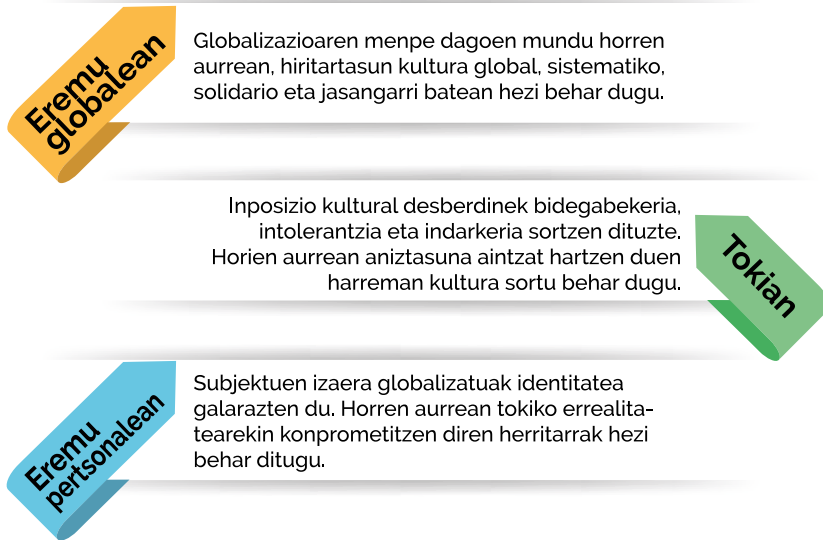 Eremu
globalean
Globalizazioaren menpe dagoen mundu horren
aurrean, hiritartasun kultura global, sistematiko,
solidario eta jasangarri batean hezi behar dugu.
Inposizio kultural desberdinek bidegabekeria,
intolerantzia eta indarkeria sortzen dituzte.
Horien aurrean aniztasuna aintzat hartzen duen
harreman kultura sortu behar dugu.
Tokian
Eremu
pertsonalean
Subjektuen izaera globalizatuak identitatea
galarazten du. Horren aurrean tokiko errealita-
tearekin konprometitzen diren herritarrak hezi
behar ditugu.